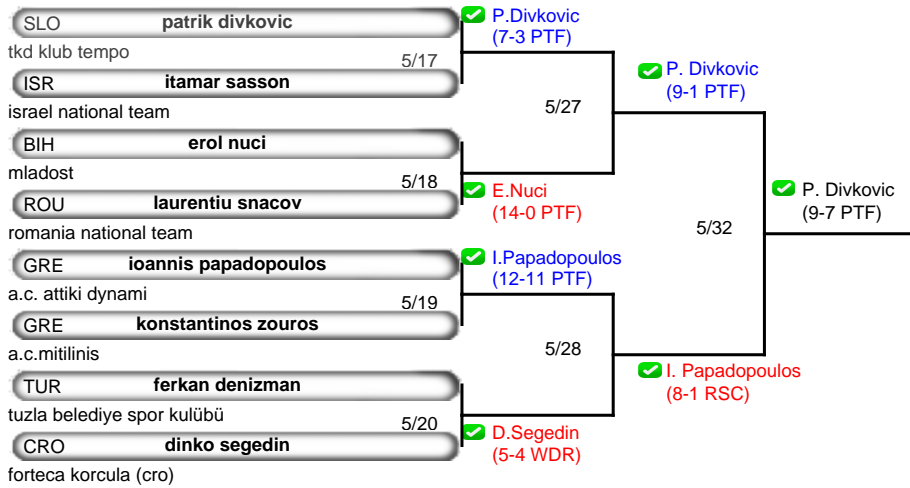 SLO patrik divkovic
tkd klub tempo
5/17
ISR itamar sasson
israel national team
BIH erol nuci
mladost
5/18
ROU laurentiu snacov
romania national team
GRE ioannis papadopoulos
a.c. attiki dynami
5/19
GRE konstantinos zouros
a.c.mitilinis
TUR ferkan denizman
tuzla belediye spor kulübü
5/20
CRO dinko segedin
forteca korcula (cro)
P.Divkovic
(7-3 PTF)
5/27
E.Nuci
(14-0 PTF)
I.Papadopoulos
(12-11 PTF)
5/28
D.Segedin
(5-4 WDR)
P. Divkovic
(9-1 PTF)
5/32
I. Papadopoulos
(8-1 RSC)
P. Divkovic
(9-7 PTF)